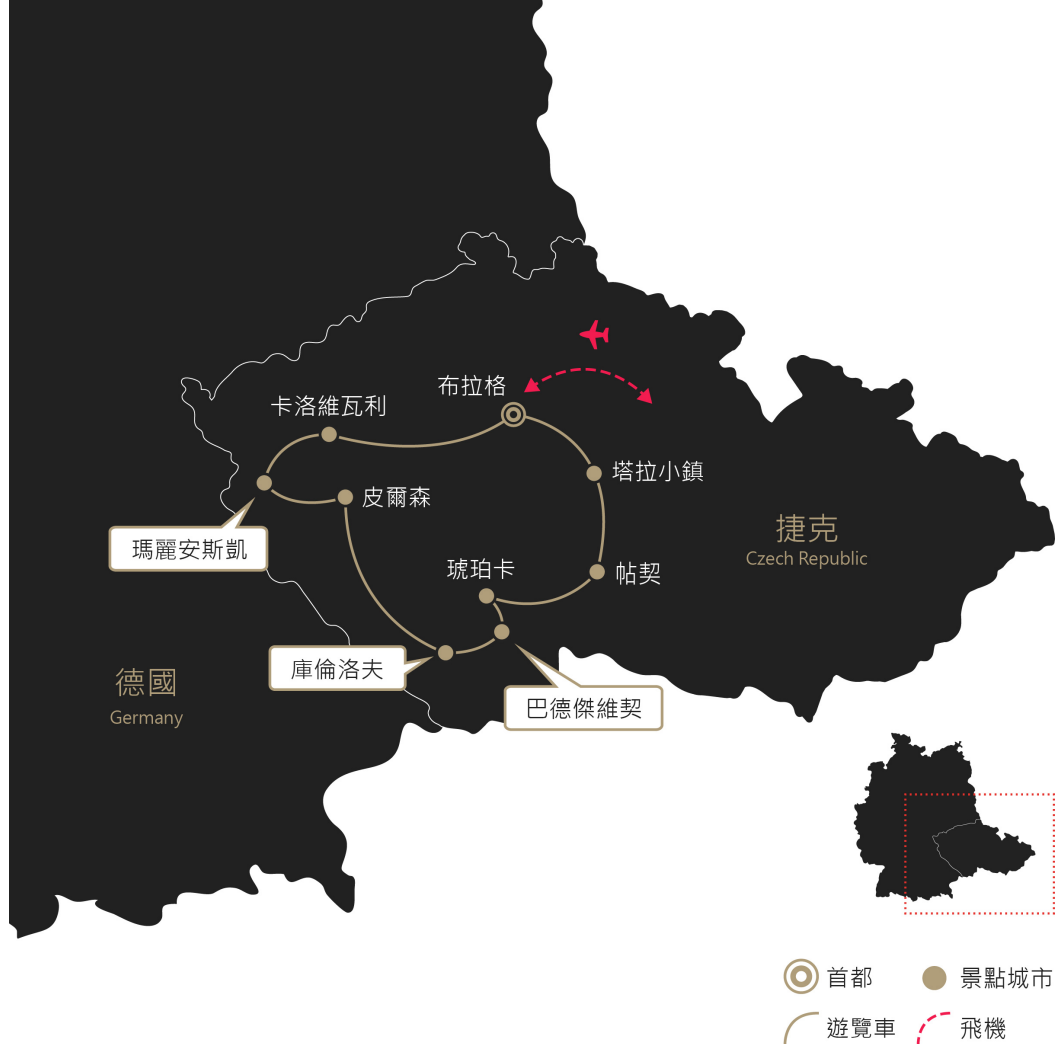 布拉格
卡洛維瓦利
塔拉小鎮
皮爾森
捷克
Czech Republic
瑪麗安斯凱
琥珀卡
帖契
庫倫洛夫
德國
Germany
巴德傑維契
首都
景點城市
遊覽車
飛機